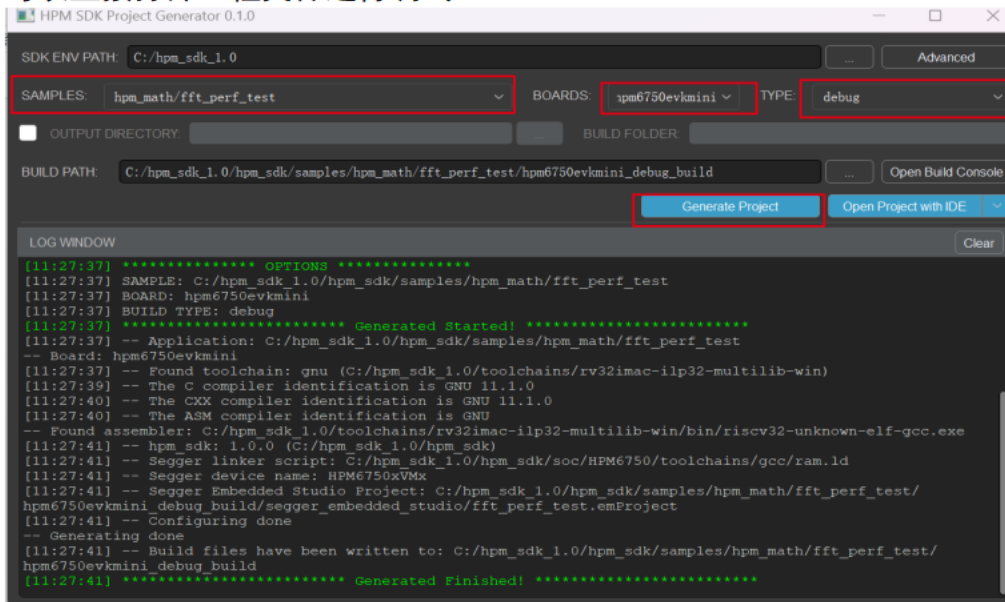 HPM SDK Project Generator 0.1.0
SDK ENV PATH: C:/hpm_sdk_1.0 ... Advanced
SAMPLES: hpm_math/fft_perf_test BOARDS: hpm6750evkmini TYPE: debug
OUTPUT DIRECTORY: ... BUILD FOLDER:
BUILD PATH: C:/hpm_sdk_1.0/hpm_sdk/samples/hpm_math/fft_perf_test/hpm6750evkmini_debug_build ... Open Build Console
Generate Project Open Project with IDE
LOG WINDOW Clear
[11:27:37] *************** OPTIONS ***************
[11:27:37] SAMPLE: C:/hpm_sdk_1.0/hpm_sdk/samples/hpm_math/fft_perf_test
[11:27:37] BOARD: hpm6750evkmini
[11:27:37] BUILD TYPE: debug
[11:27:37] ************************* Generated Started! *************************
[11:27:37] -- Application: C:/hpm_sdk_1.0/hpm_sdk/samples/hpm_math/fft_perf_test
-- Board: hpm6750evkmini
[11:27:37] -- Found toolchain: gnu (C:/hpm_sdk_1.0/toolchains/rv32imac-ilp32-multilib-win)
[11:27:39] -- The C compiler identification is GNU 11.1.0
[11:27:40] -- The CXX compiler identification is GNU 11.1.0
[11:27:40] -- The ASM compiler identification is GNU
-- Found assembler: C:/hpm_sdk_1.0/toolchains/rv32imac-ilp32-multilib-win/bin/riscv32-unknown-elf-gcc.exe
[11:27:41] -- hpm_sdk: 1.0.0 (C:/hpm_sdk_1.0/hpm_sdk)
[11:27:41] -- Segger linker script: C:/hpm_sdk_1.0/hpm_sdk/soc/HPM6750/toolchains/gcc/ram.ld
[11:27:41] -- Segger device name: HPM6750xVMx
[11:27:41] -- Segger Embedded Studio Project: C:/hpm_sdk_1.0/hpm_sdk/samples/hpm_math/fft_perf_test/
hpm6750evkmini_debug_build/segger_embedded_studio/fft_perf_test.emProject
[11:27:41] -- Configuring done
-- Generating done
[11:27:41] -- Build files have been written to: C:/hpm_sdk_1.0/hpm_sdk/samples/hpm_math/fft_perf_test/
hpm6750evkmini_debug_build
[11:27:41] ************************* Generated Finished! *************************